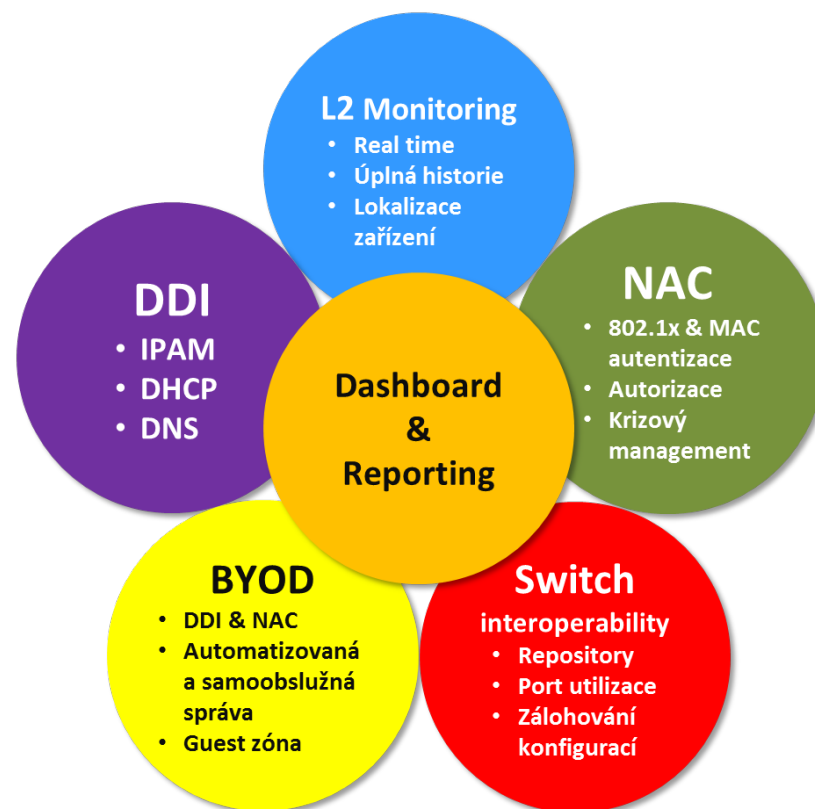 L2 Monitoring
• Real time
• Úplná historie
• Lokalizace
zařízení
DDI
• IPAM
• DHCP
• DNS
NAC
• 802.1x & MAC
autentizace
• Autorizace
• Krizový
management
Dashboard
&
Reporting
BYOD
• DDI & NAC
• Automatizovaná
a samoobslužná
správa
• Guest zóna
Switch
interoperability
• Repository
• Port utilizace
• Zálohování
konfigurací